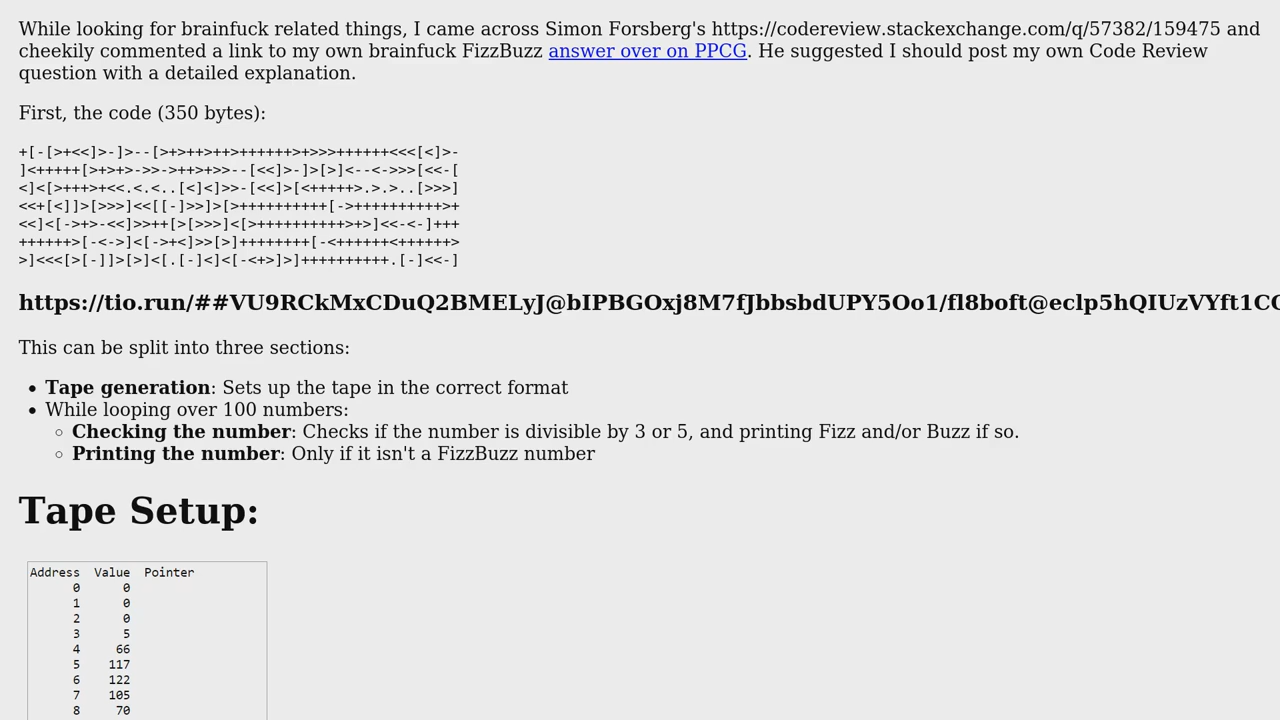 While looking for brainfuck related things, I came across Simon Forsberg's https://codereview.stackexchange.com/q/57382/159475 and
cheekily commented a link to my own brainfuck FizzBuzz answer over on PPCG. He suggested I should post my own Code Review
question with a detailed explanation.
First, the code (350 bytes):
+[-[>+<<]>-]>--[>+>++>++>++++++>+>>>++++++<<<[<]>-
]<+++++[>+>+>->>->++>++>>--[<<]>-]>[>]<--<->>>[<<-[
<]<[>+++>+<<.<.<..[<]<]>>-[<<]>[<+++++>.>.>..[>>>]
<<+[<]]>[>>>]<<[[-]>>]>[>++++++++++[->++++++++++>+
<<]<[->+>-<<]>>++[>[>>>]<[>++++++++++>+>]<<-<-]+++
++++++>[-<->]<[->+<]>>[>]++++++++[-<++++++<++++++>
>]<<<[>[-]]>[>]<[.[-]<]<[-<+>]>]++++++++++.[-]<<-]
https://tio.run/##VU9RCkMxCDuQ2BMELyJ@bIPBGOxj8M7fJbbsbdUPY5Oo1/fl8boft@eclp5hQIUzVYft1CC
This can be split into three sections:
• Tape generation: Sets up the tape in the correct format
• While looping over 100 numbers:
◦ Checking the number: Checks if the number is divisible by 3 or 5, and printing Fizz and/or Buzz if so.
◦ Printing the number: Only if it isn't a FizzBuzz number
Tape Setup:
Address Value Pointer
0 0
1 0
2 0
3 5
4 66
5 117
6 122
7 105
8 70